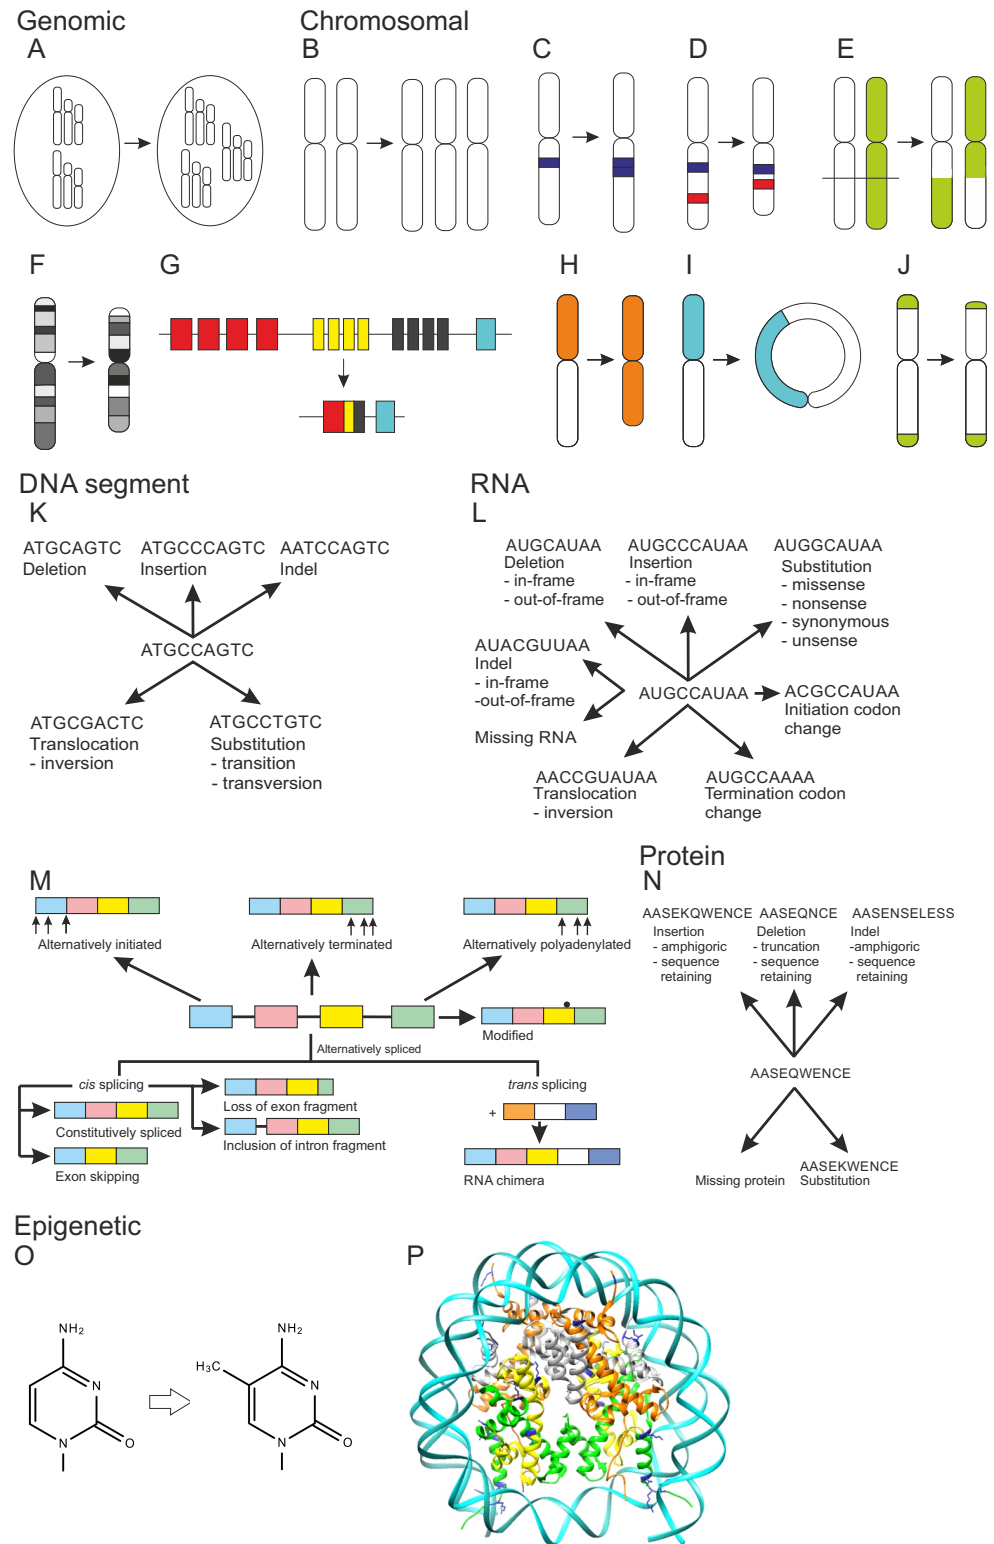 Genomic
Chromosomal
A
B
C
D
E
F
G
H
I
J
DNA segment
K
ATGCAGTC
Deletion
ATGCCCAGTC
Insertion
AATCCAGTC
Indel
ATGCCAGTC
ATGCGACTC
Translocation
- inversion
ATGCCTGTC
Substitution
- transition
- transversion
RNA
L
AUGCAUAA
Deletion
- in-frame
- out-of-frame
AUGCCCAUAA
Insertion
- in-frame
- out-of-frame
AUGGCAUAA
Substitution
- missense
- nonsense
- synonymous
- unsense
AUACGUUAA
Indel
- in-frame
-out-of-frame
Missing RNA
AUGCCAUAA
ACGCCAUAA
Initiation codon
change
AACCGUAUAA
Translocation
- inversion
AUGCCAAAA
Termination codon
change
M
Alternatively initiated
Alternatively terminated
Alternatively polyadenylated
Modified
Alternatively spliced
cis splicing
Constitutively spliced
Exon skipping
Loss of exon fragment
Inclusion of intron fragment
trans splicing
+
RNA chimera
Protein
N
AASEKQWENCE
Insertion
- amphigoric
- sequence
retaining
AASEQNCE
Deletion
- truncation
- sequence
retaining
AASENSELESS
Indel
-amphigoric
- sequence
retaining
AASEQWENCE
Missing protein
AASEKWENCE
Substitution
Epigenetic
O
NH₂
N
N
O
NH₂
H₃C
N
N
O
P